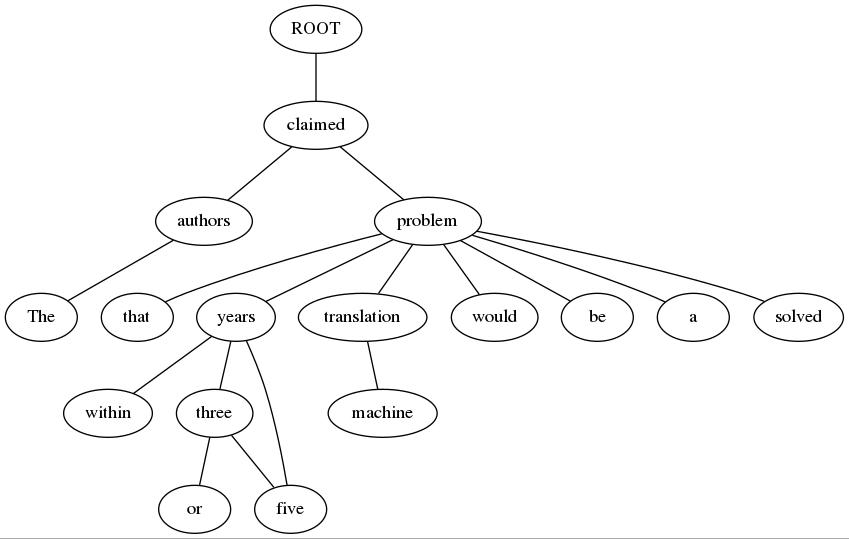 ROOT
claimed
authors problem
The that years translation would be a solved
within three machine
or five